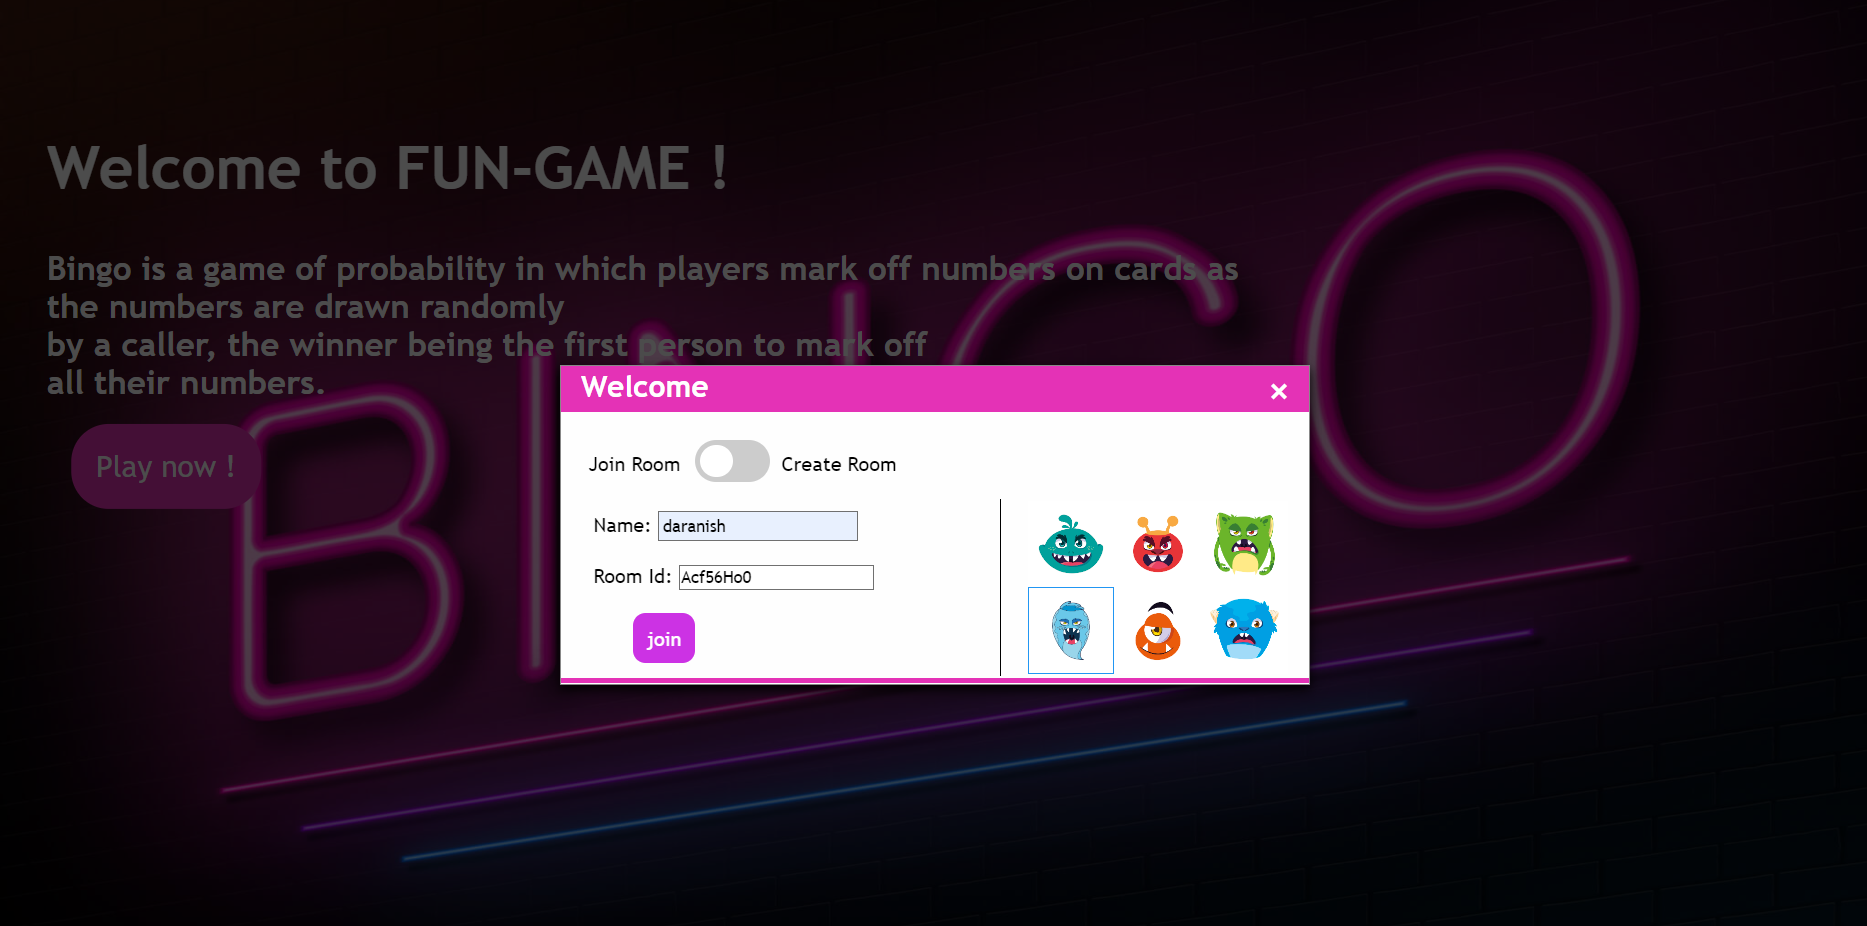 Welcome to FUN-GAME !
Bingo is a game of probability in which players mark off numbers on cards as
the numbers are drawn randomly
by a caller, the winner being the first person to mark off
all their numbers.
Play now !
BINGO
Welcome
×
Join Room Create Room
Name: daranish
Room Id: Acf56Ho0
join